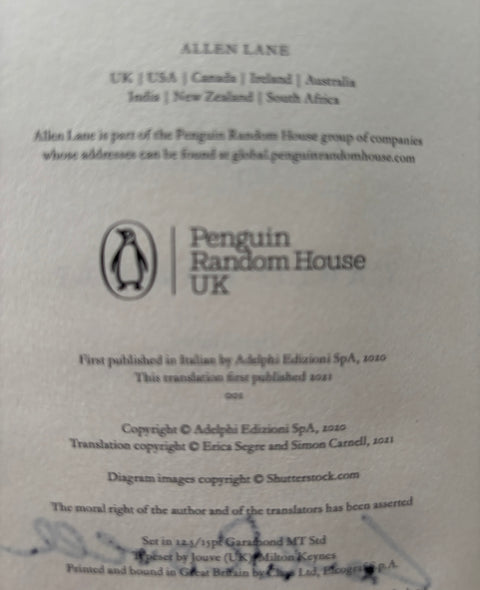 ALLEN LANE
UK | USA | Canada | Ireland | Australia
India | New Zealand | South Africa
Allen Lane is part of the Penguin Random House group of companies
whose addresses can be found at global.penguinrandomhouse.com
Penguin
Random House
UK
First published in Italian by Adelphi Edizioni SpA, 2020
This translation first published 2021
001
Copyright © Adelphi Edizioni SpA, 2020
Translation copyright © Erica Segre and Simon Carnell, 2021
Diagram images copyright © Shutterstock.com
The moral right of the author and of the translators has been asserted
Set in 12.5/15pt Garamond MT Std
Typeset by Jouve (UK), Milton Keynes
Printed and bound in Great Britain by Ltd, S.p.A.